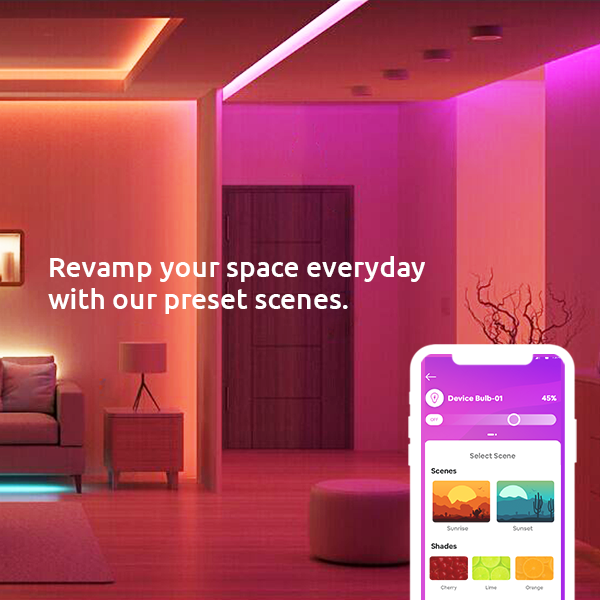 Revamp your space everyday
with our preset scenes.
Device Bulb-01 45%
OFF
Select Scene
Scenes
Sunrise Sunset
Shades
Cherry Lime Orange